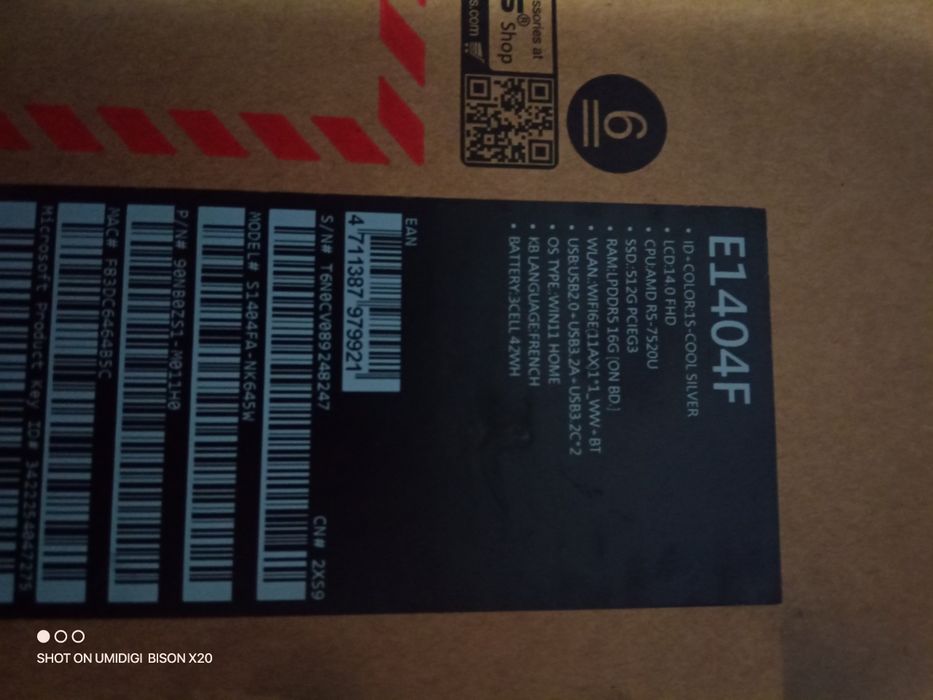 ssories at
S® Shop
s.com
6
E1404F
• ID+COLOR:1S-COOL SILVER
• LCD:14.0 FHD
• CPU:AMD R5-7520U
• SSD:512G PCIEG3
• RAM:LPDDR5 16G [ON BD.]
• WLAN:WIFI6E(11AX)1*1_WW+BT
• USB:USB2.0+USB3.2A+USB3.2C*2
• OS TYPE:WIN11 HOME
• KB LANGUAGE:FRENCH
• BATTERY:3CELL 42WH
EAN
4 711387 979921
S/N# T6N0CV089248247 CN# 2XS9
MODEL# S1404FA-NK645W
P/N# 90NB0ZS1-M011H0
MAC# F83DC6464B5C
Microsoft Product Key ID# 3422254047275
SHOT ON UMIDIGI BISON X20